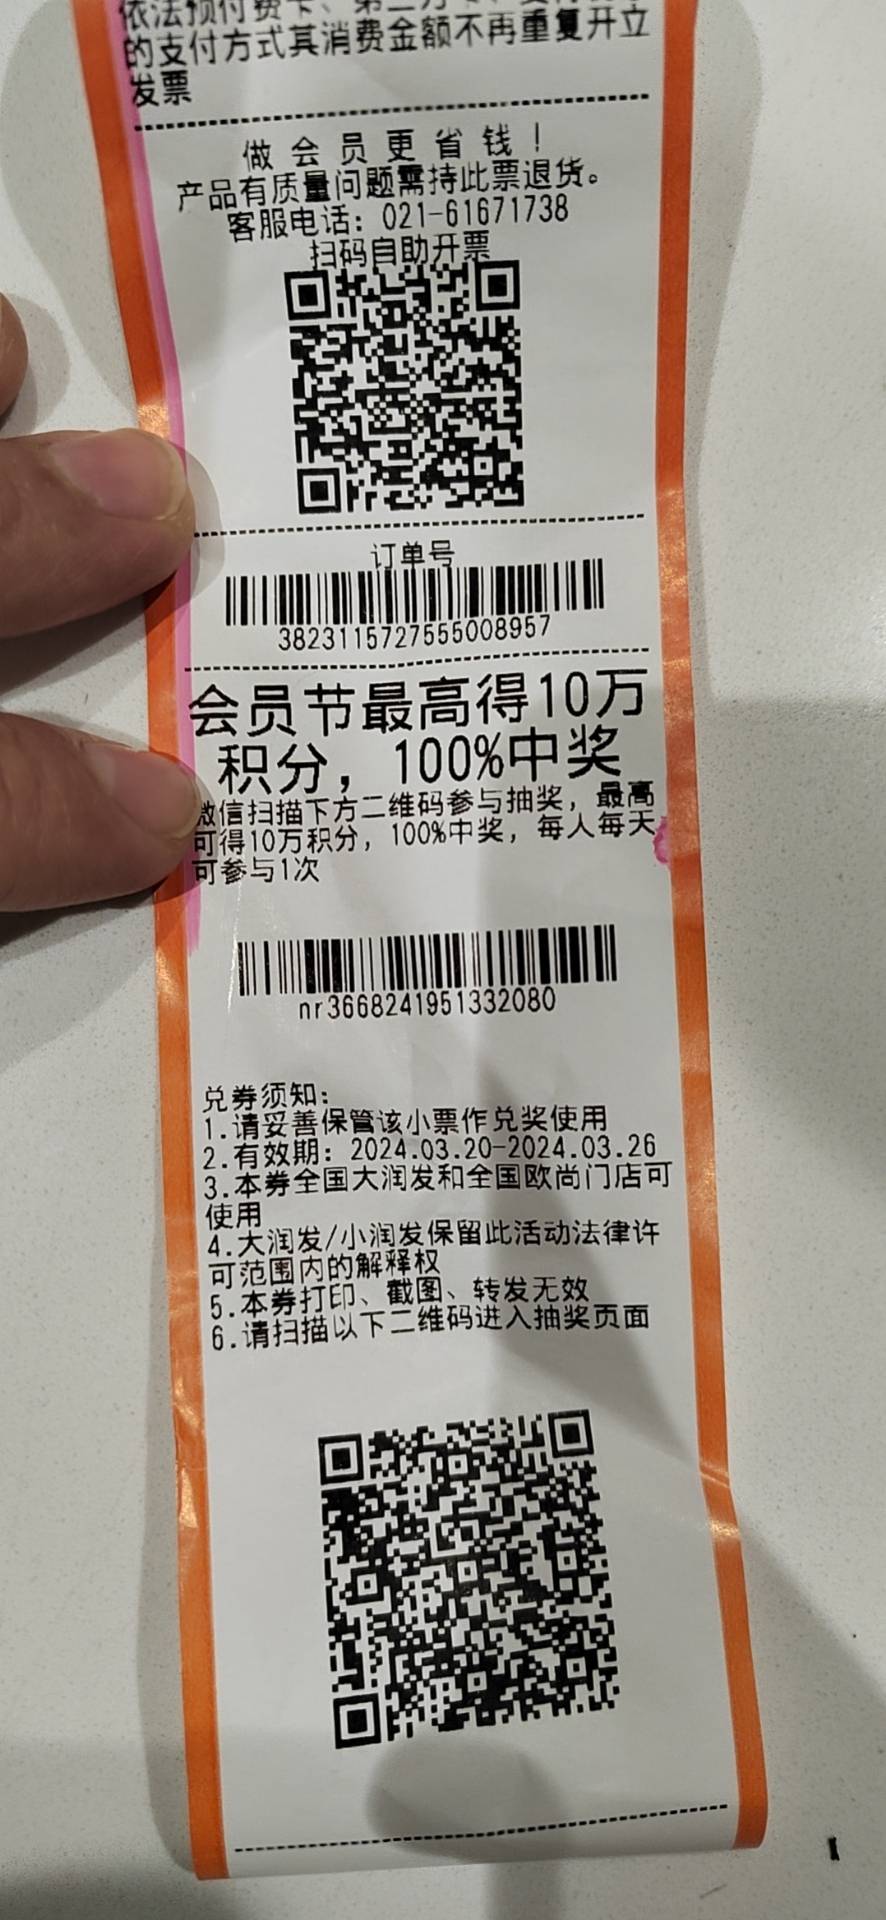 依法预付费卡、第三方
的支付方式其消费金额不再重复开立
发票
做会员更省钱！
产品有质量问题需持此票退货。
客服电话：021-61671738
扫码自助开票
订单号
3823115727555008957
会员节最高得10万
积分，100%中奖
微信扫描下方二维码参与抽奖，最高
可得10万积分，100%中奖，每人每天
可参与1次
nr3668241951332080
兑券须知：
1.请妥善保管该小票作兑奖使用
2.有效期：2024.03.20-2024.03.26
3.本券全国大润发和全国欧尚门店可
使用
4.大润发/小润发保留此活动法律许
可范围内的解释权
5.本券打印、截图、转发无效
6.请扫描以下二维码进入抽奖页面